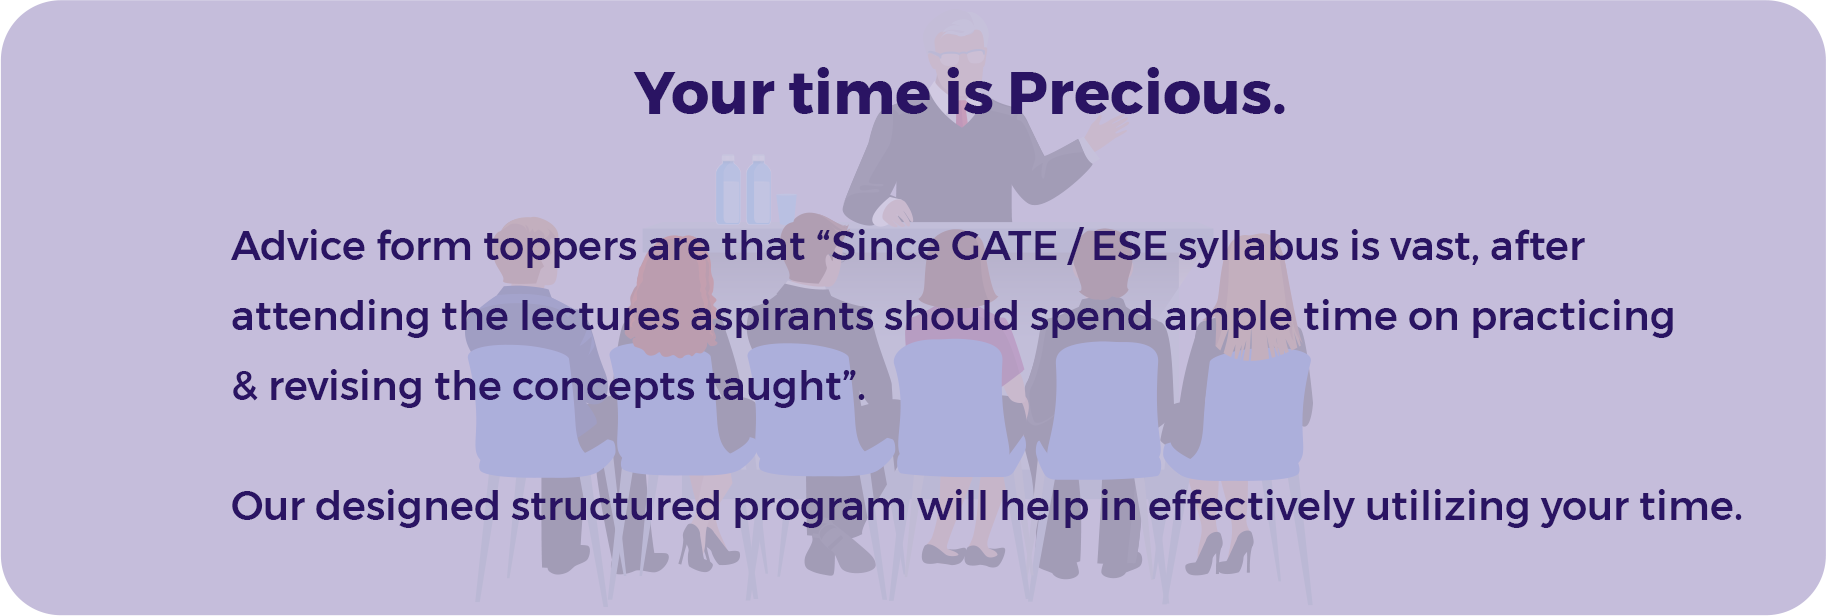 Your time is Precious.
Advice form toppers are that “Since GATE / ESE syllabus is vast, after
attending the lectures aspirants should spend ample time on practicing
& revising the concepts taught”.
Our designed structured program will help in effectively utilizing your time.